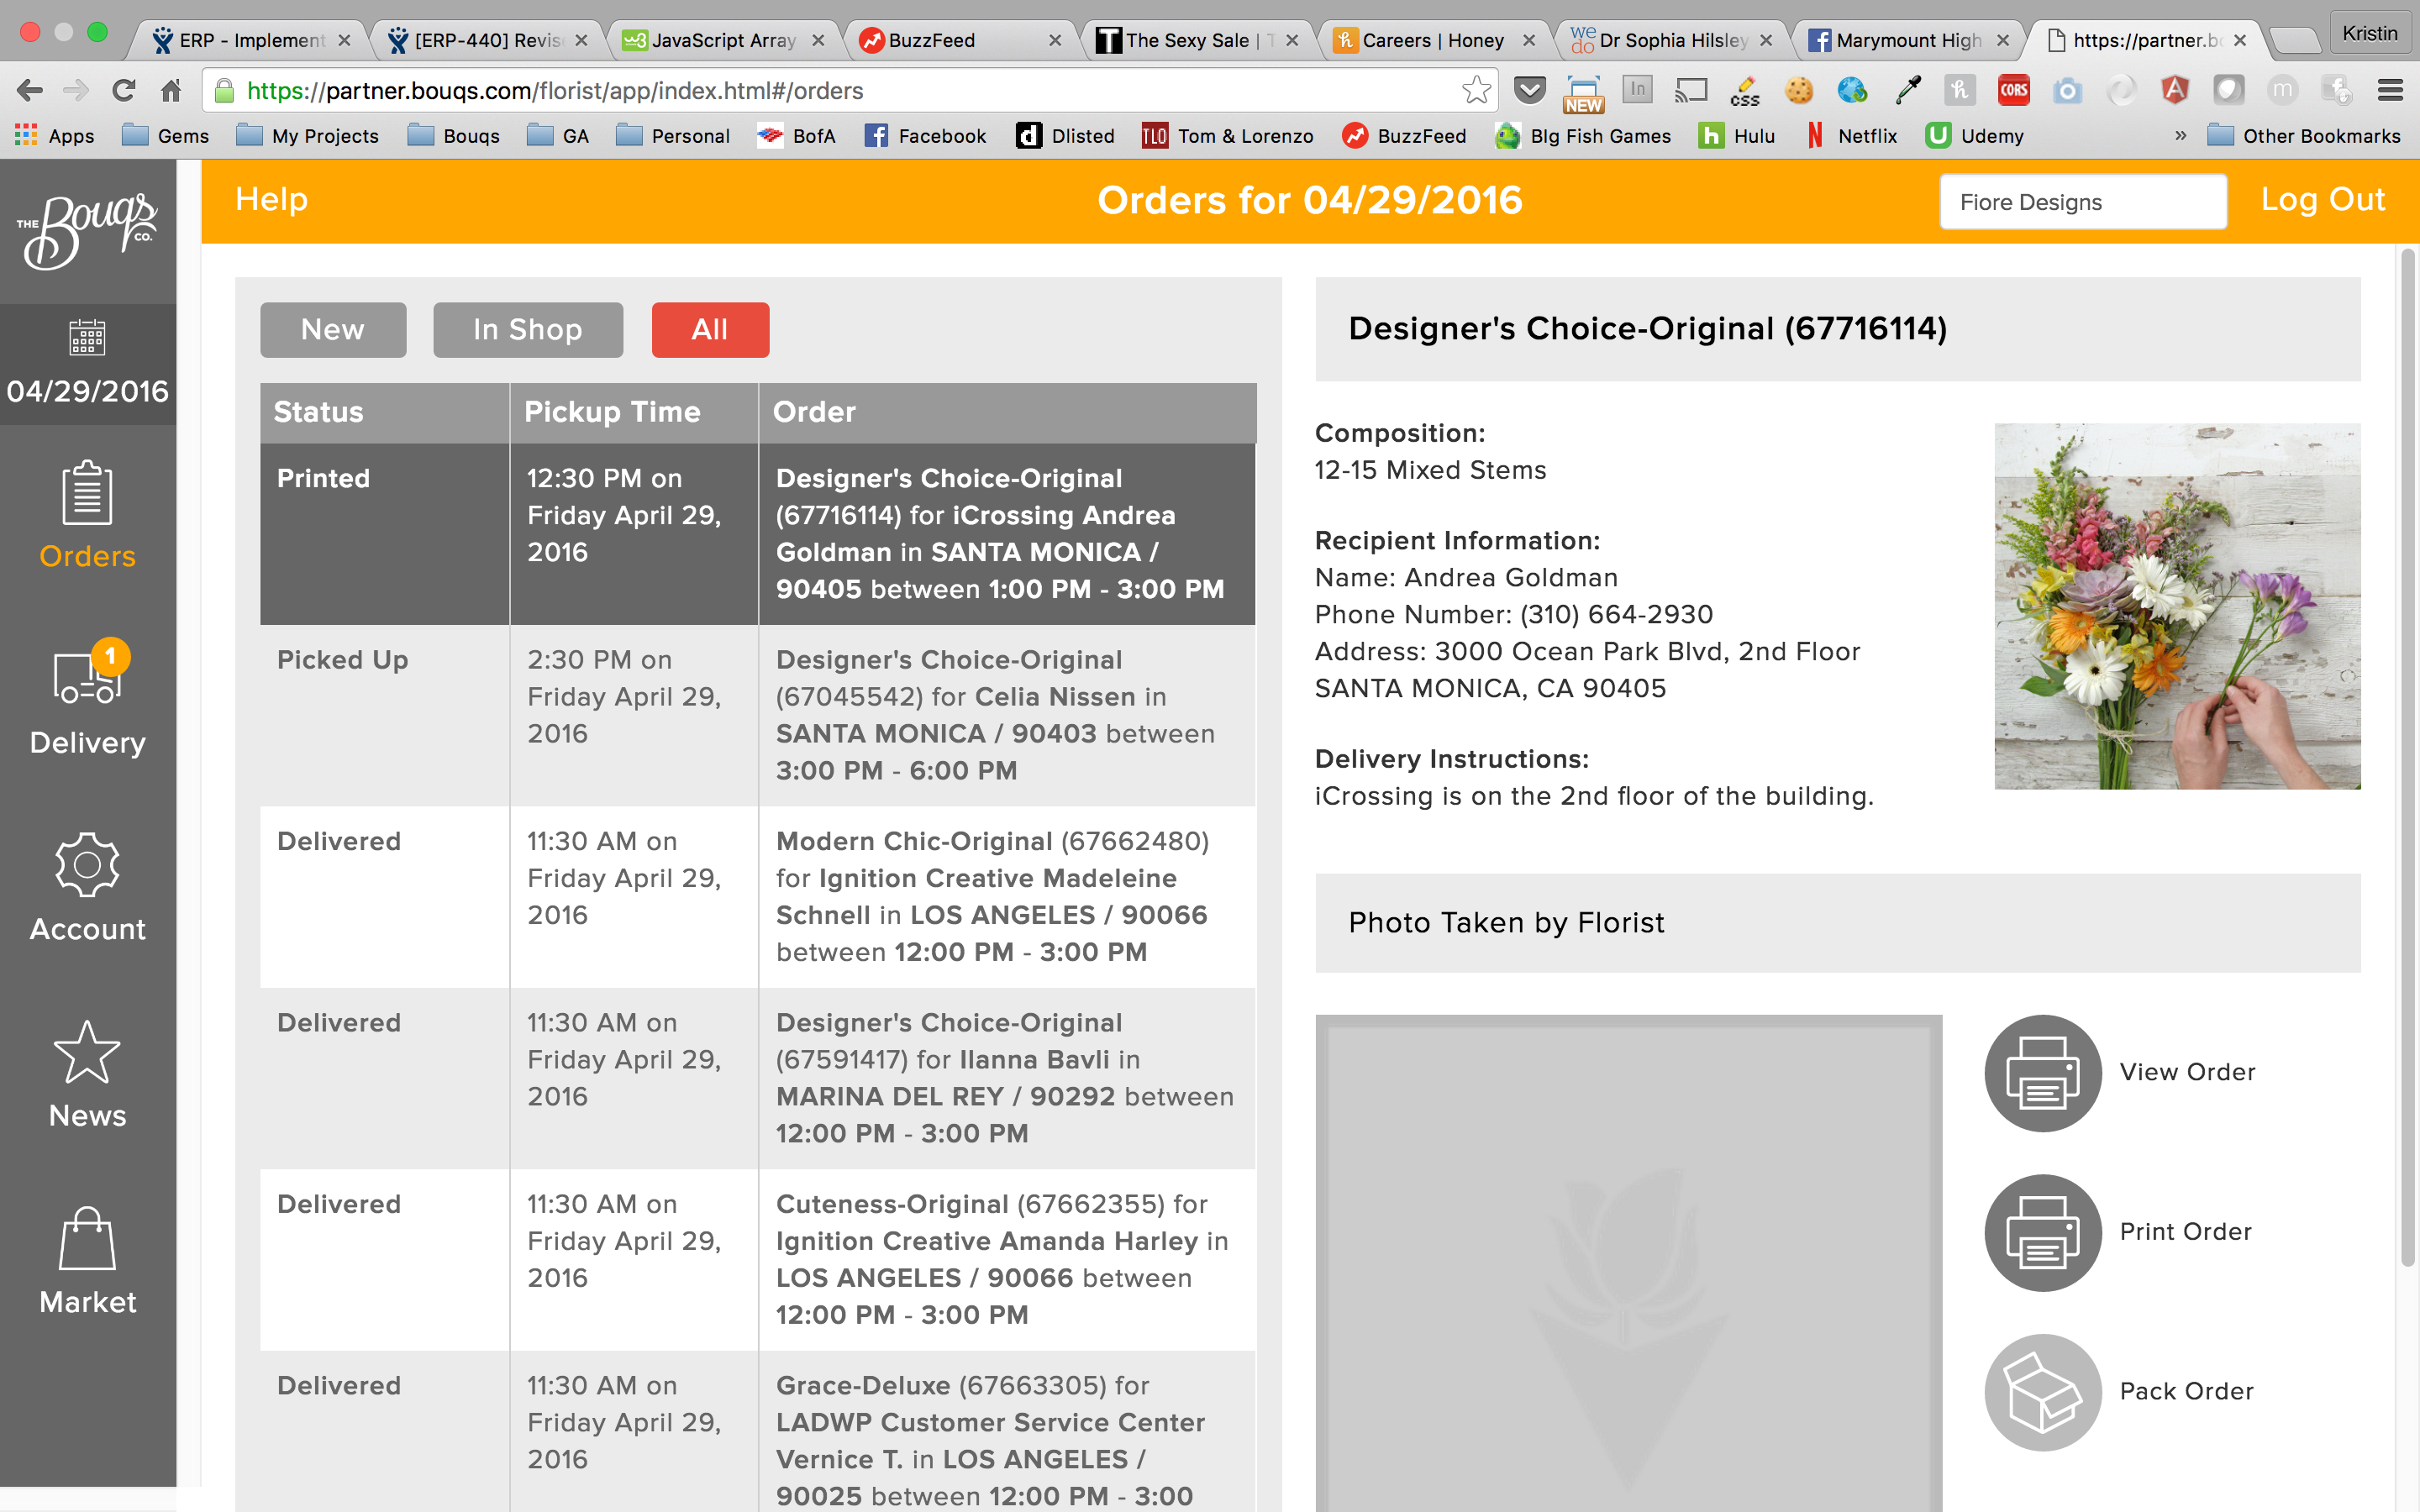 ERP - Implement
[ERP-440] Revise
JavaScript Array
BuzzFeed
The Sexy Sale | T
Careers | Honey
we do Dr Sophia Hilsley
Marymount High
https://partner.bo
Kristin
https://partner.bouqs.com/florist/app/index.html#/orders
In
NEW
css
CORS
Apps
Gems
My Projects
Bouqs
GA
Personal
BofA
Facebook
Dlisted
TLO Tom & Lorenzo
BuzzFeed
BIg Fish Games
Hulu
Netflix
Udemy
» Other Bookmarks
THE Bouqs CO.
04/29/2016
Orders
1
Delivery
Account
News
Market
Help
Orders for 04/29/2016
Fiore Designs
Log Out
New
In Shop
All
Status
Pickup Time
Order
Printed
12:30 PM on
Friday April 29,
2016
Designer's Choice-Original
(67716114) for iCrossing Andrea
Goldman in SANTA MONICA /
90405 between 1:00 PM - 3:00 PM
Picked Up
2:30 PM on
Friday April 29,
2016
Designer's Choice-Original
(67045542) for Celia Nissen in
SANTA MONICA / 90403 between
3:00 PM - 6:00 PM
Delivered
11:30 AM on
Friday April 29,
2016
Modern Chic-Original (67662480)
for Ignition Creative Madeleine
Schnell in LOS ANGELES / 90066
between 12:00 PM - 3:00 PM
Delivered
11:30 AM on
Friday April 29,
2016
Designer's Choice-Original
(67591417) for Ilanna Bavli in
MARINA DEL REY / 90292 between
12:00 PM - 3:00 PM
Delivered
11:30 AM on
Friday April 29,
2016
Cuteness-Original (67662355) for
Ignition Creative Amanda Harley in
LOS ANGELES / 90066 between
12:00 PM - 3:00 PM
Delivered
11:30 AM on
Friday April 29,
2016
Grace-Deluxe (67663305) for
LADWP Customer Service Center
Vernice T. in LOS ANGELES /
90025 between 12:00 PM - 3:00
Designer's Choice-Original (67716114)
Composition:
12-15 Mixed Stems
Recipient Information:
Name: Andrea Goldman
Phone Number: (310) 664-2930
Address: 3000 Ocean Park Blvd, 2nd Floor
SANTA MONICA, CA 90405
Delivery Instructions:
iCrossing is on the 2nd floor of the building.
Photo Taken by Florist
View Order
Print Order
Pack Order